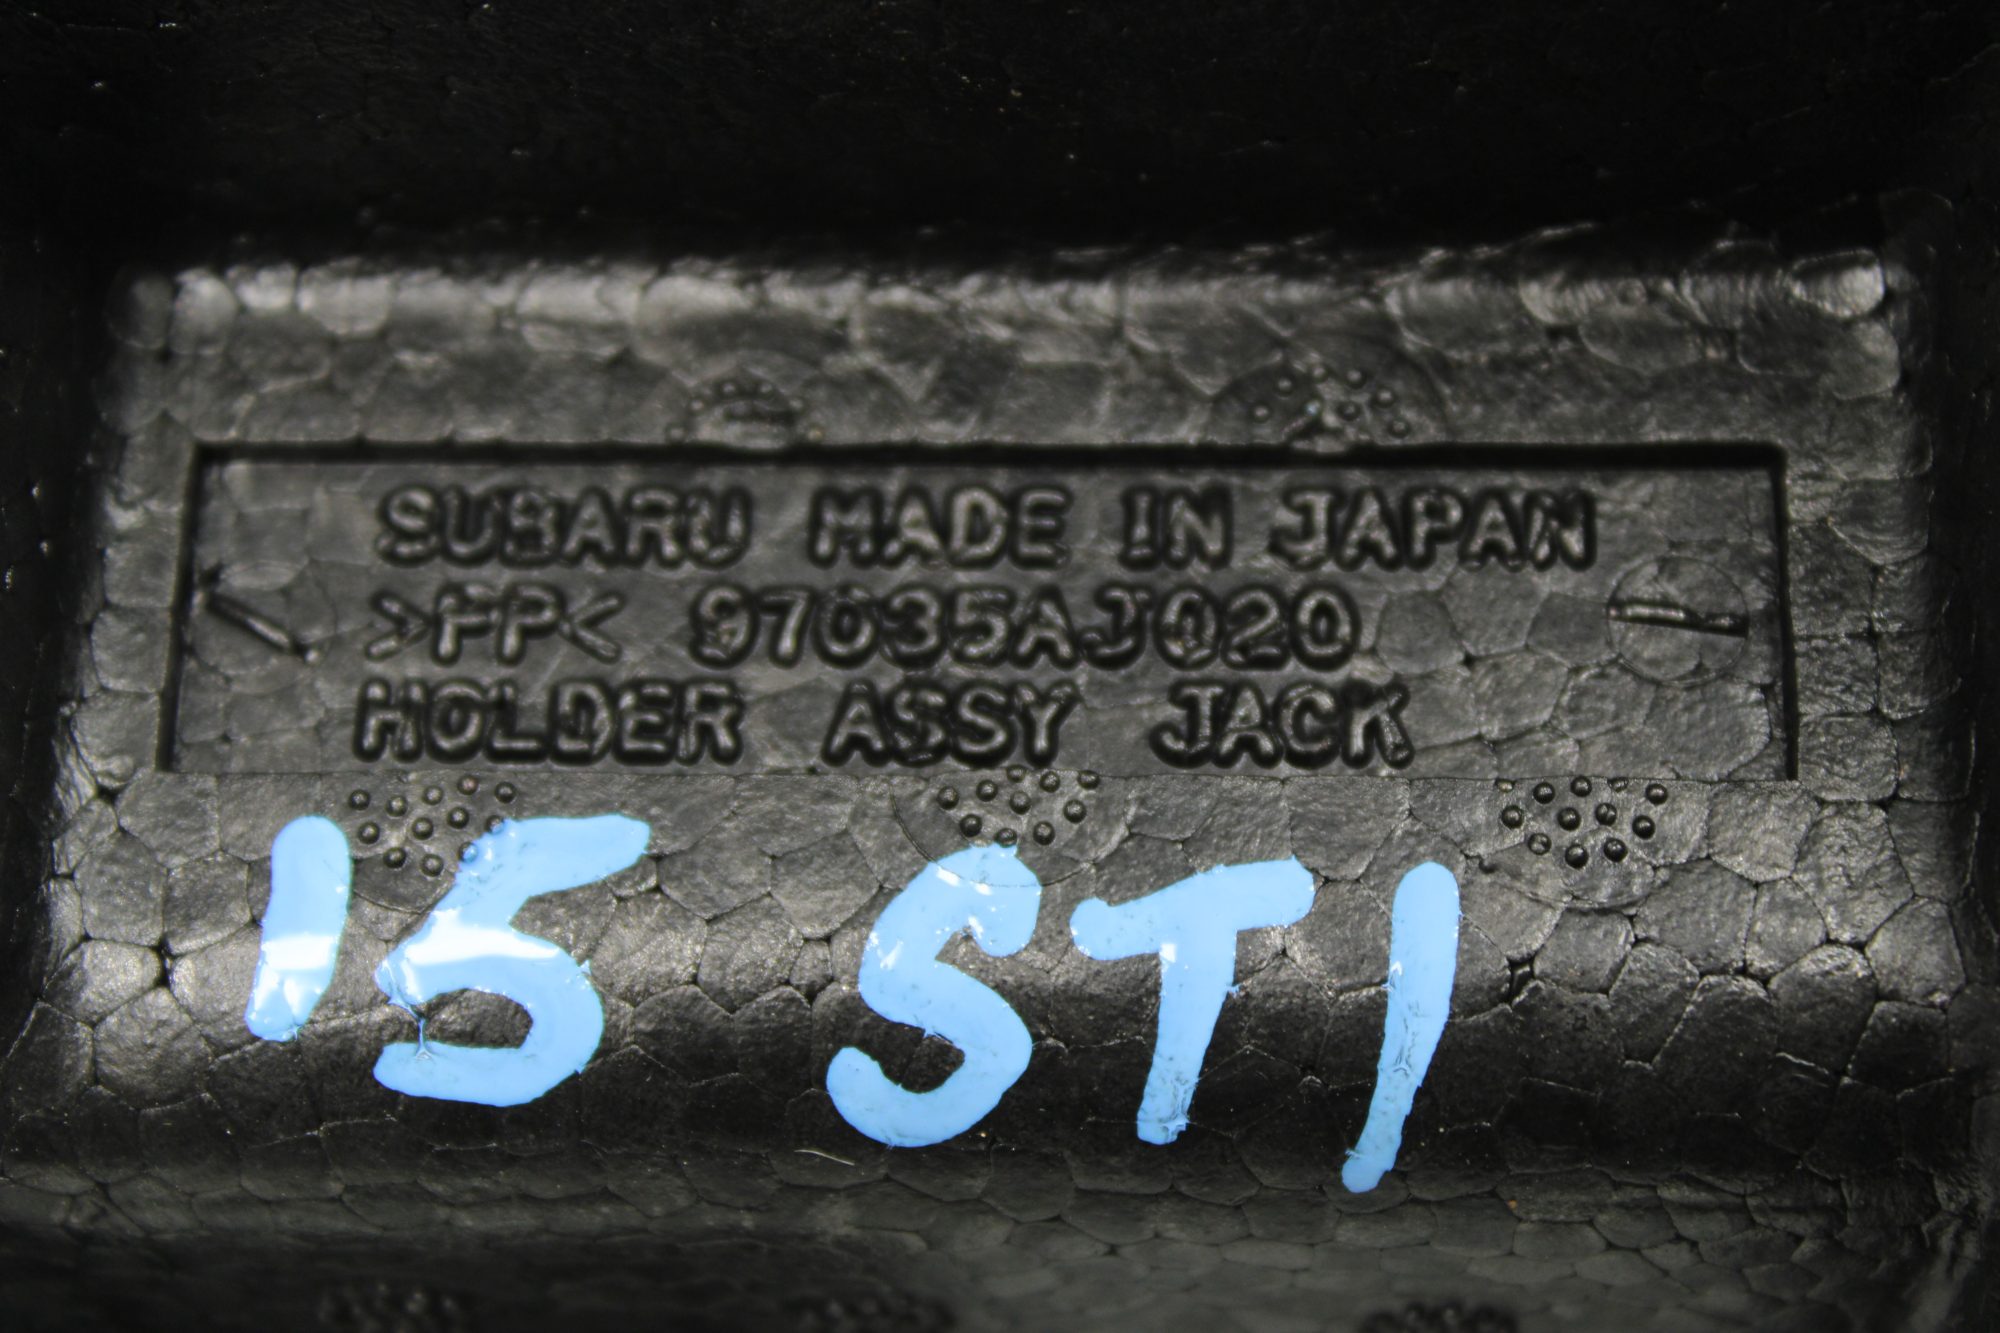 SUBARU MADE IN JAPAN
>PP< 97035AJ020
HOLDER ASSY JACK
15 STI